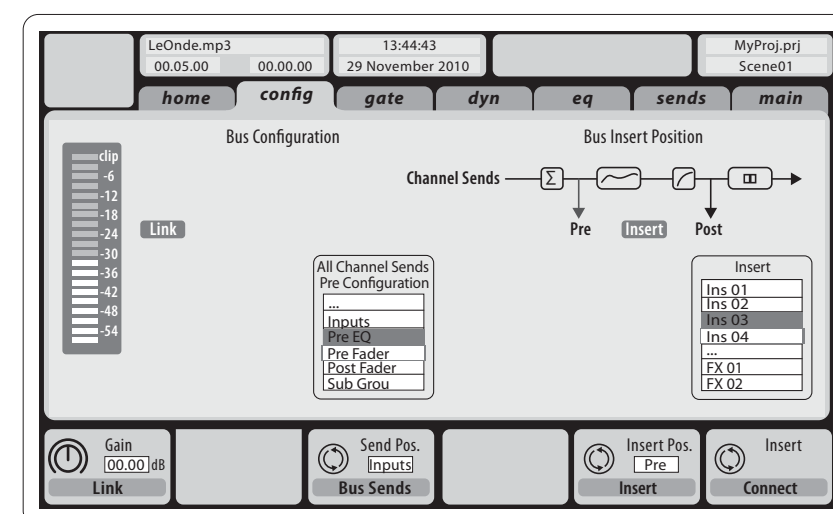 LeOnde.mp3
00.05.00 00.00.00
13:44:43
29 November 2010
MyProj.prj
Scene01
home config gate dyn eq sends main
Bus Configuration
Bus Insert Position
clip
-6
-12
-18
-24
-30
-36
-42
-48
-54
Link
Channel Sends
Σ
Pre Insert Post
All Channel Sends
Pre Configuration
...
Inputs
Pre EQ
Pre Fader
Post Fader
Sub Grou
Insert
Ins 01
Ins 02
Ins 03
Ins 04
...
FX 01
FX 02
Gain
00.00 dB
Link
Send Pos.
Inputs
Bus Sends
Insert Pos.
Pre
Insert
Insert
Connect